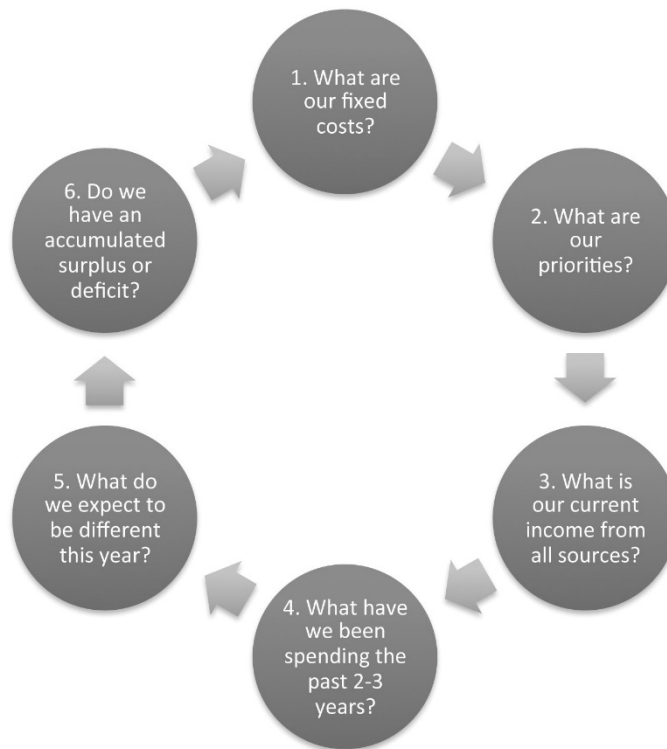 1. What are
our fixed
costs?
2. What are
our
priorities?
3. What is
our current
income from
all sources?
4. What have
we been
spending the
past 2-3
years?
5. What do
we expect to
be different
this year?
6. Do we
have an
accumulated
surplus or
deficit?